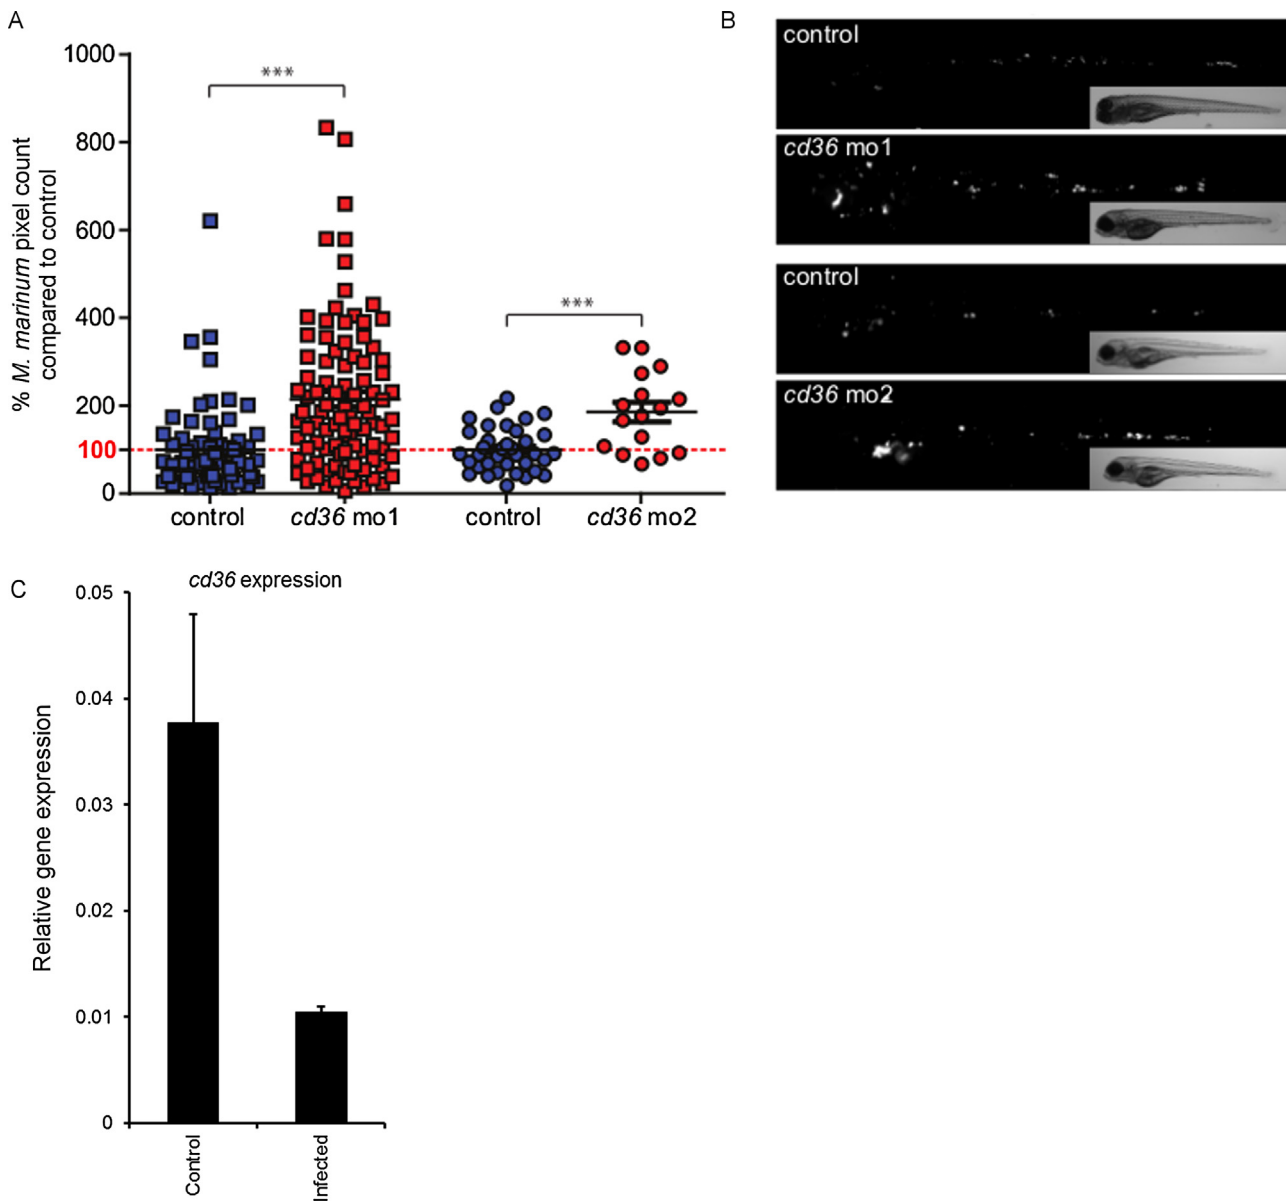 A
% M. marinum pixel count
compared to control
1000
800
600
400
200
100
0
***
***
control
cd36 mo1
control
cd36 mo2
B
control
cd36 mo1
control
cd36 mo2
C
cd36 expression
Relative gene expression
0.05
0.04
0.03
0.02
0.01
0
Control
Infected